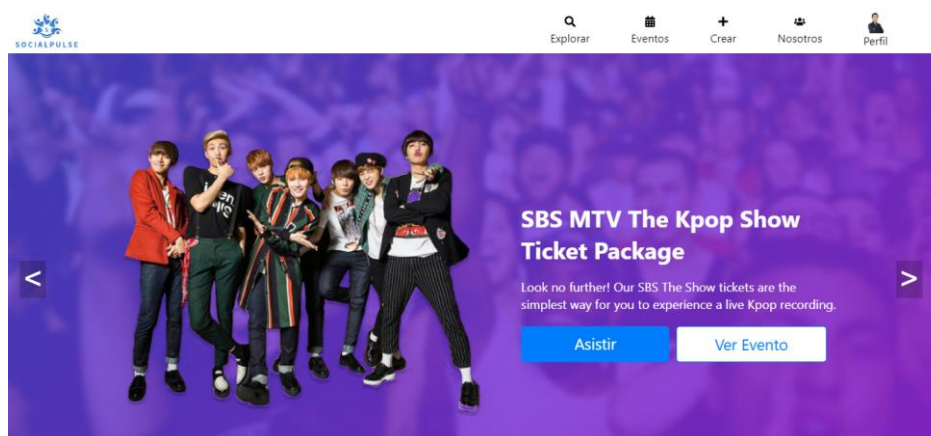 SOCIALPULSE
Explorar
Eventos
Crear
Nosotros
Perfil
SBS MTV The Kpop Show
Ticket Package
Look no further! Our SBS The Show tickets are the
simplest way for you to experience a live Kpop recording.
<
>
Asistir
Ver Evento